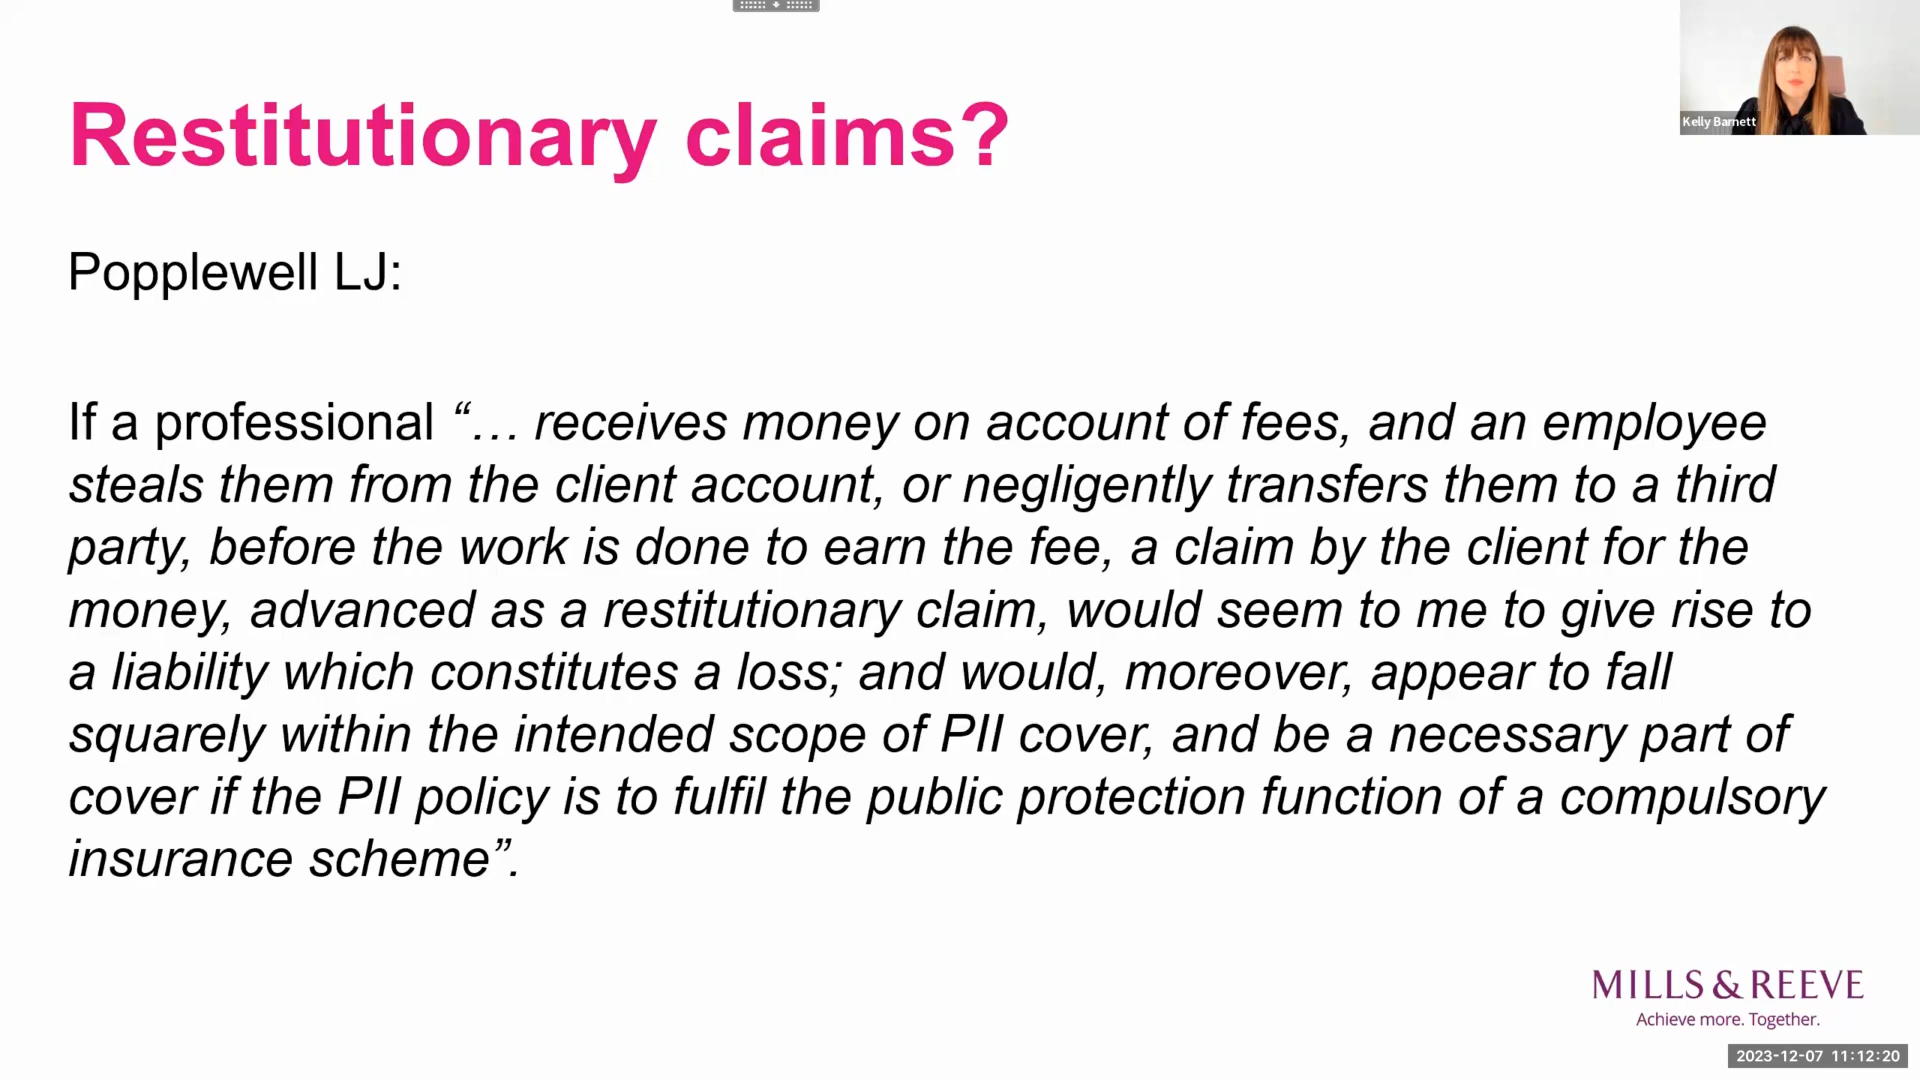 Restitutionary claims?
Kelly Barnett
Popplewell LJ:
If a professional “… receives money on account of fees, and an employee
steals them from the client account, or negligently transfers them to a third
party, before the work is done to earn the fee, a claim by the client for the
money, advanced as a restitutionary claim, would seem to me to give rise to
a liability which constitutes a loss; and would, moreover, appear to fall
squarely within the intended scope of PII cover, and be a necessary part of
cover if the PII policy is to fulfil the public protection function of a compulsory
insurance scheme”.
MILLS & REEVE
Achieve more. Together.
2023-12-07 11:12:20